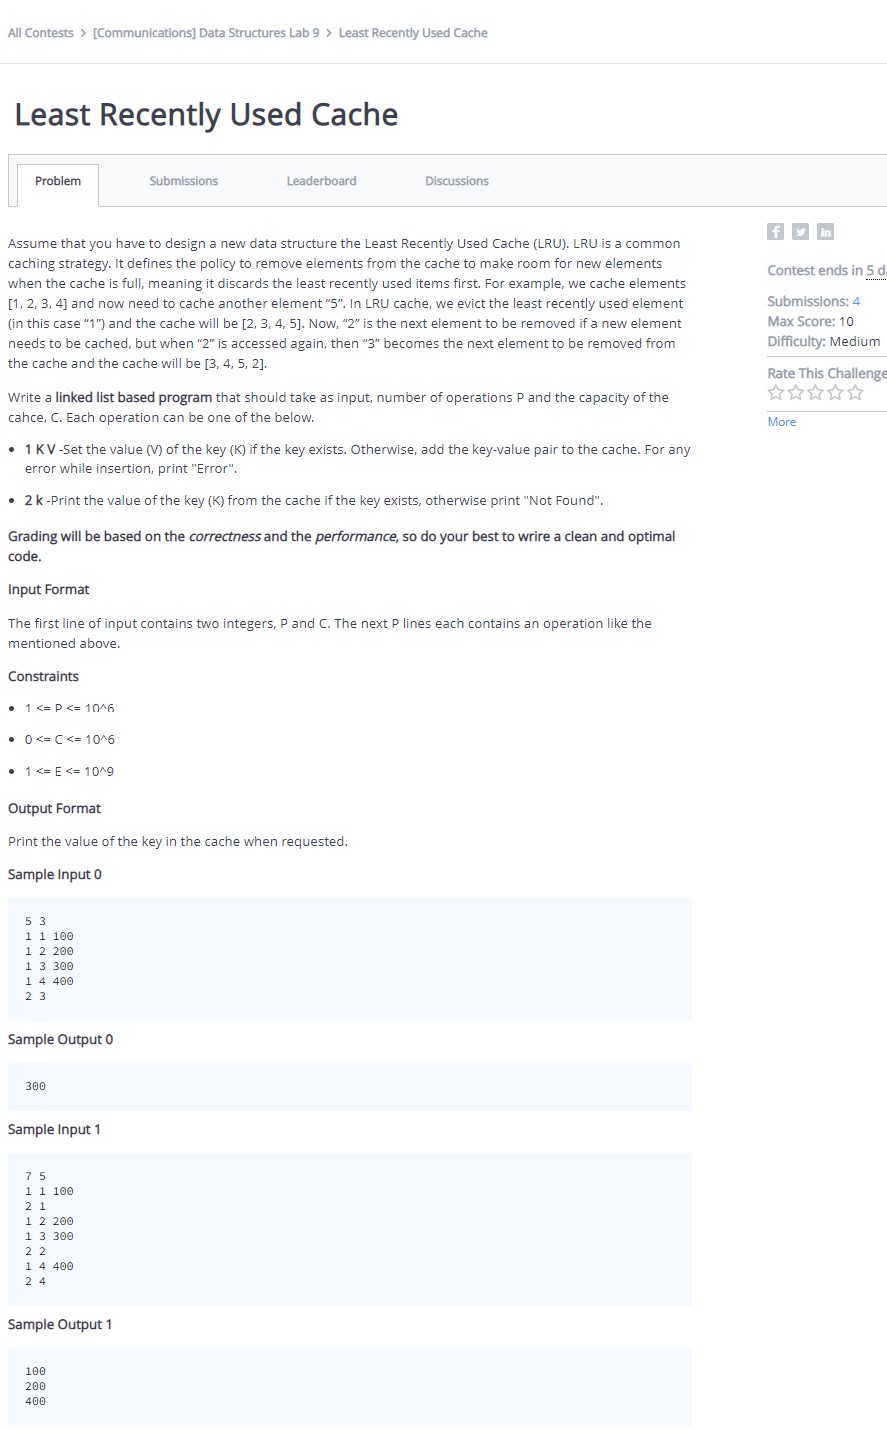 All Contests > [Communications] Data Structures Lab 9 > Least Recently Used Cache
Least Recently Used Cache
Problem
Submissions
Leaderboard
Discussions
Assume that you have to design a new data structure the Least Recently Used Cache (LRU). LRU is a common
caching strategy. It defines the policy to remove elements from the cache to make room for new elements
when the cache is full, meaning it discards the least recently used items first. For example, we cache elements
[1, 2, 3, 4] and now need to cache another element “5”. In LRU cache, we evict the least recently used element
(in this case “1”) and the cache will be [2, 3, 4, 5]. Now, “2” is the next element to be removed if a new element
needs to be cached, but when “2” is accessed again, then “3” becomes the next element to be removed from
the cache and the cache will be [3, 4, 5, 2].
Write a linked list based program that should take as input, number of operations P and the capacity of the
cahce, C. Each operation can be one of the below.
• 1 K V -Set the value (V) of the key (K) if the key exists. Otherwise, add the key-value pair to the cache. For any
error while insertion, print "Error".
• 2 k -Print the value of the key (K) from the cache if the key exists, otherwise print "Not Found".
Grading will be based on the correctness and the performance, so do your best to wrire a clean and optimal
code.
Input Format
The first line of input contains two integers, P and C. The next P lines each contains an operation like the
mentioned above.
Constraints
• 1 <= P <= 10^6
• 0 <= C <= 10^6
• 1 <= E <= 10^9
Output Format
Print the value of the key in the cache when requested.
Sample Input 0
5 3
1 1 100
1 2 200
1 3 300
1 4 400
2 3
Sample Output 0
300
Sample Input 1
7 5
1 1 100
2 1
1 2 200
1 3 300
2 2
1 4 400
2 4
Sample Output 1
100
200
400
Contest ends in 5
Submissions: 4
Max Score: 10
Difficulty: Medium
Rate This Challenge
More